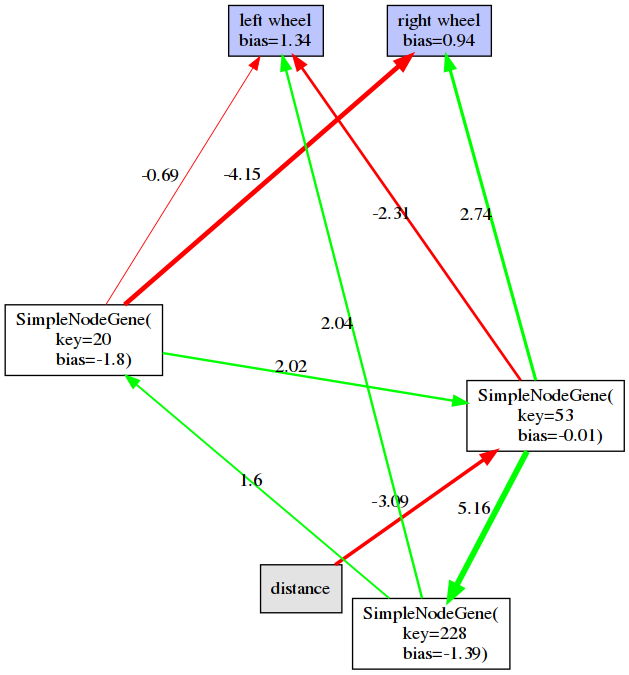 left wheel
bias=1.34
right wheel
bias=0.94
-0.69
-4.15
-2.31
2.74
SimpleNodeGene(
key=20
bias=-1.8)
2.04
2.02
SimpleNodeGene(
key=53
bias=-0.01)
1.6
-3.09
5.16
distance
SimpleNodeGene(
key=228
bias=-1.39)